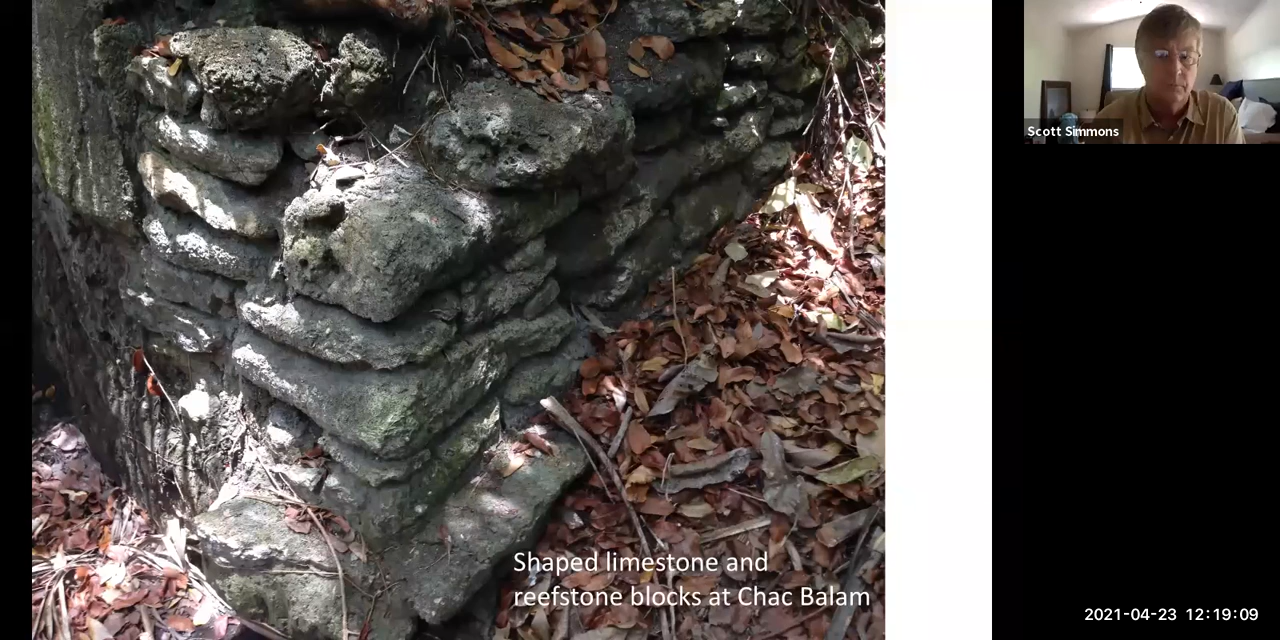 Scott Simmons
Shaped limestone and
reefstone blocks at Chac Balam
2021-04-23 12:19:09